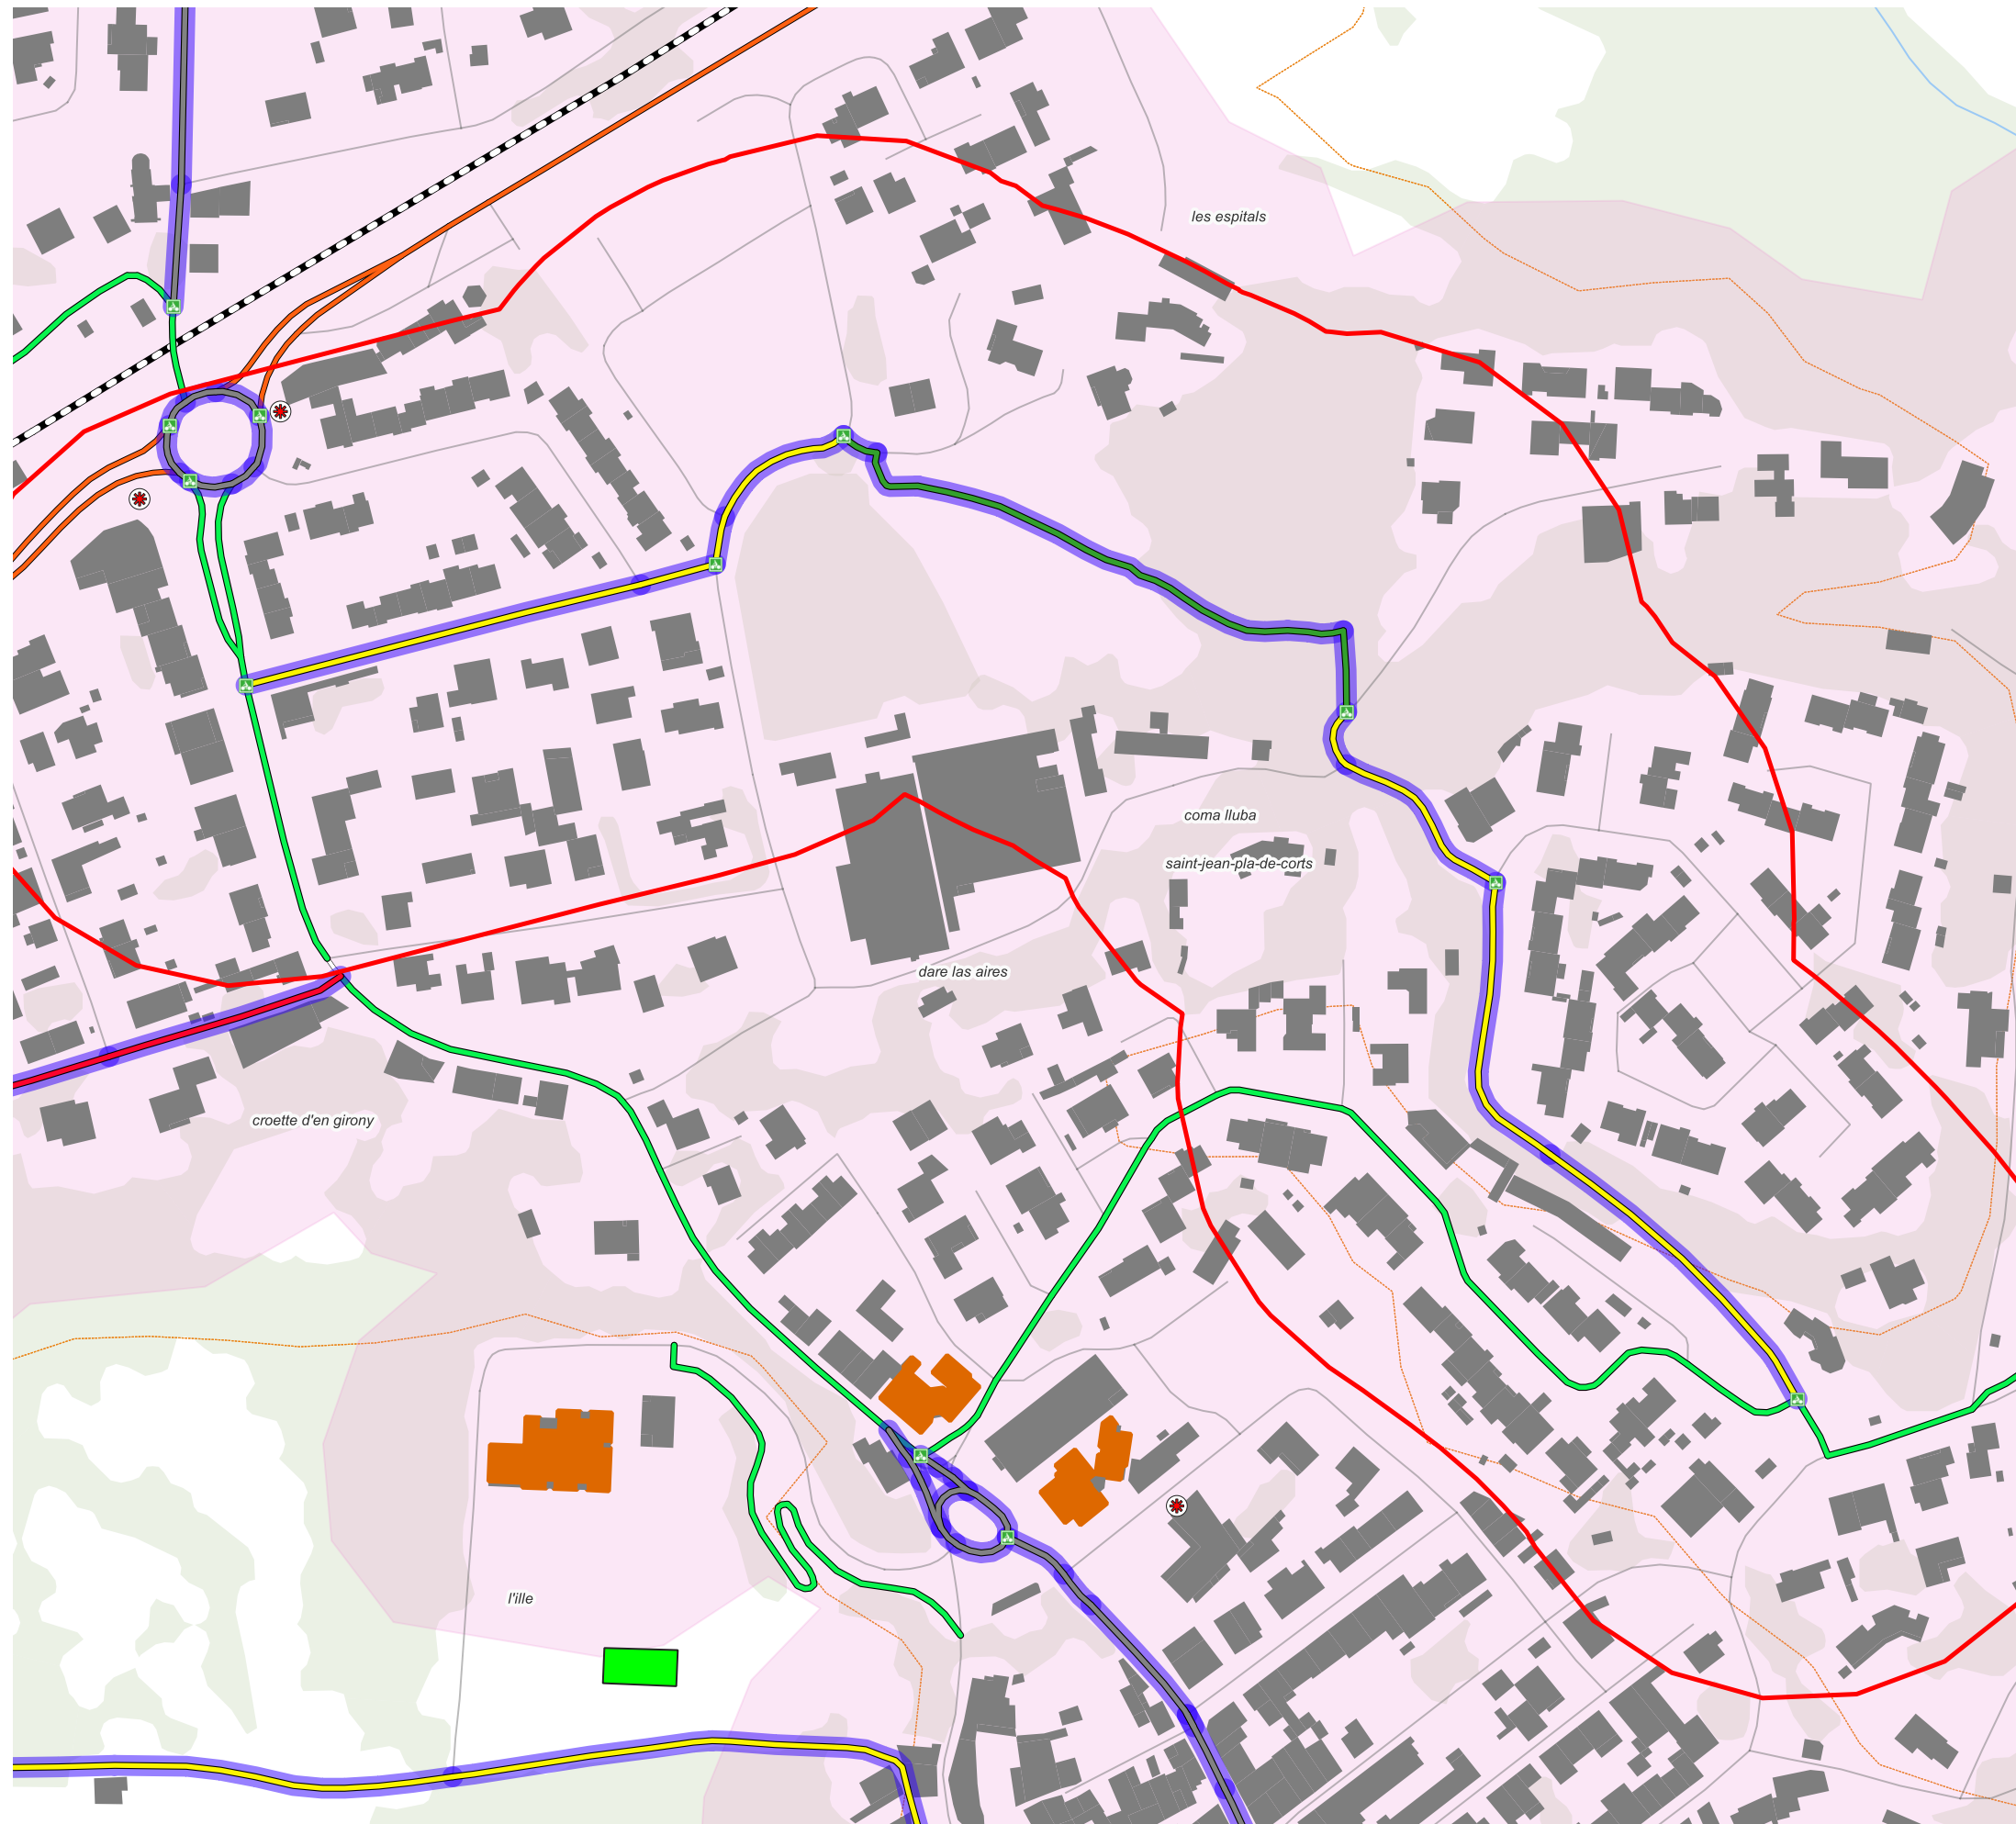 les espitals
coma lluba
saint-jean-pla-de-corts
dare las aires
croette d'en girony
l'ille